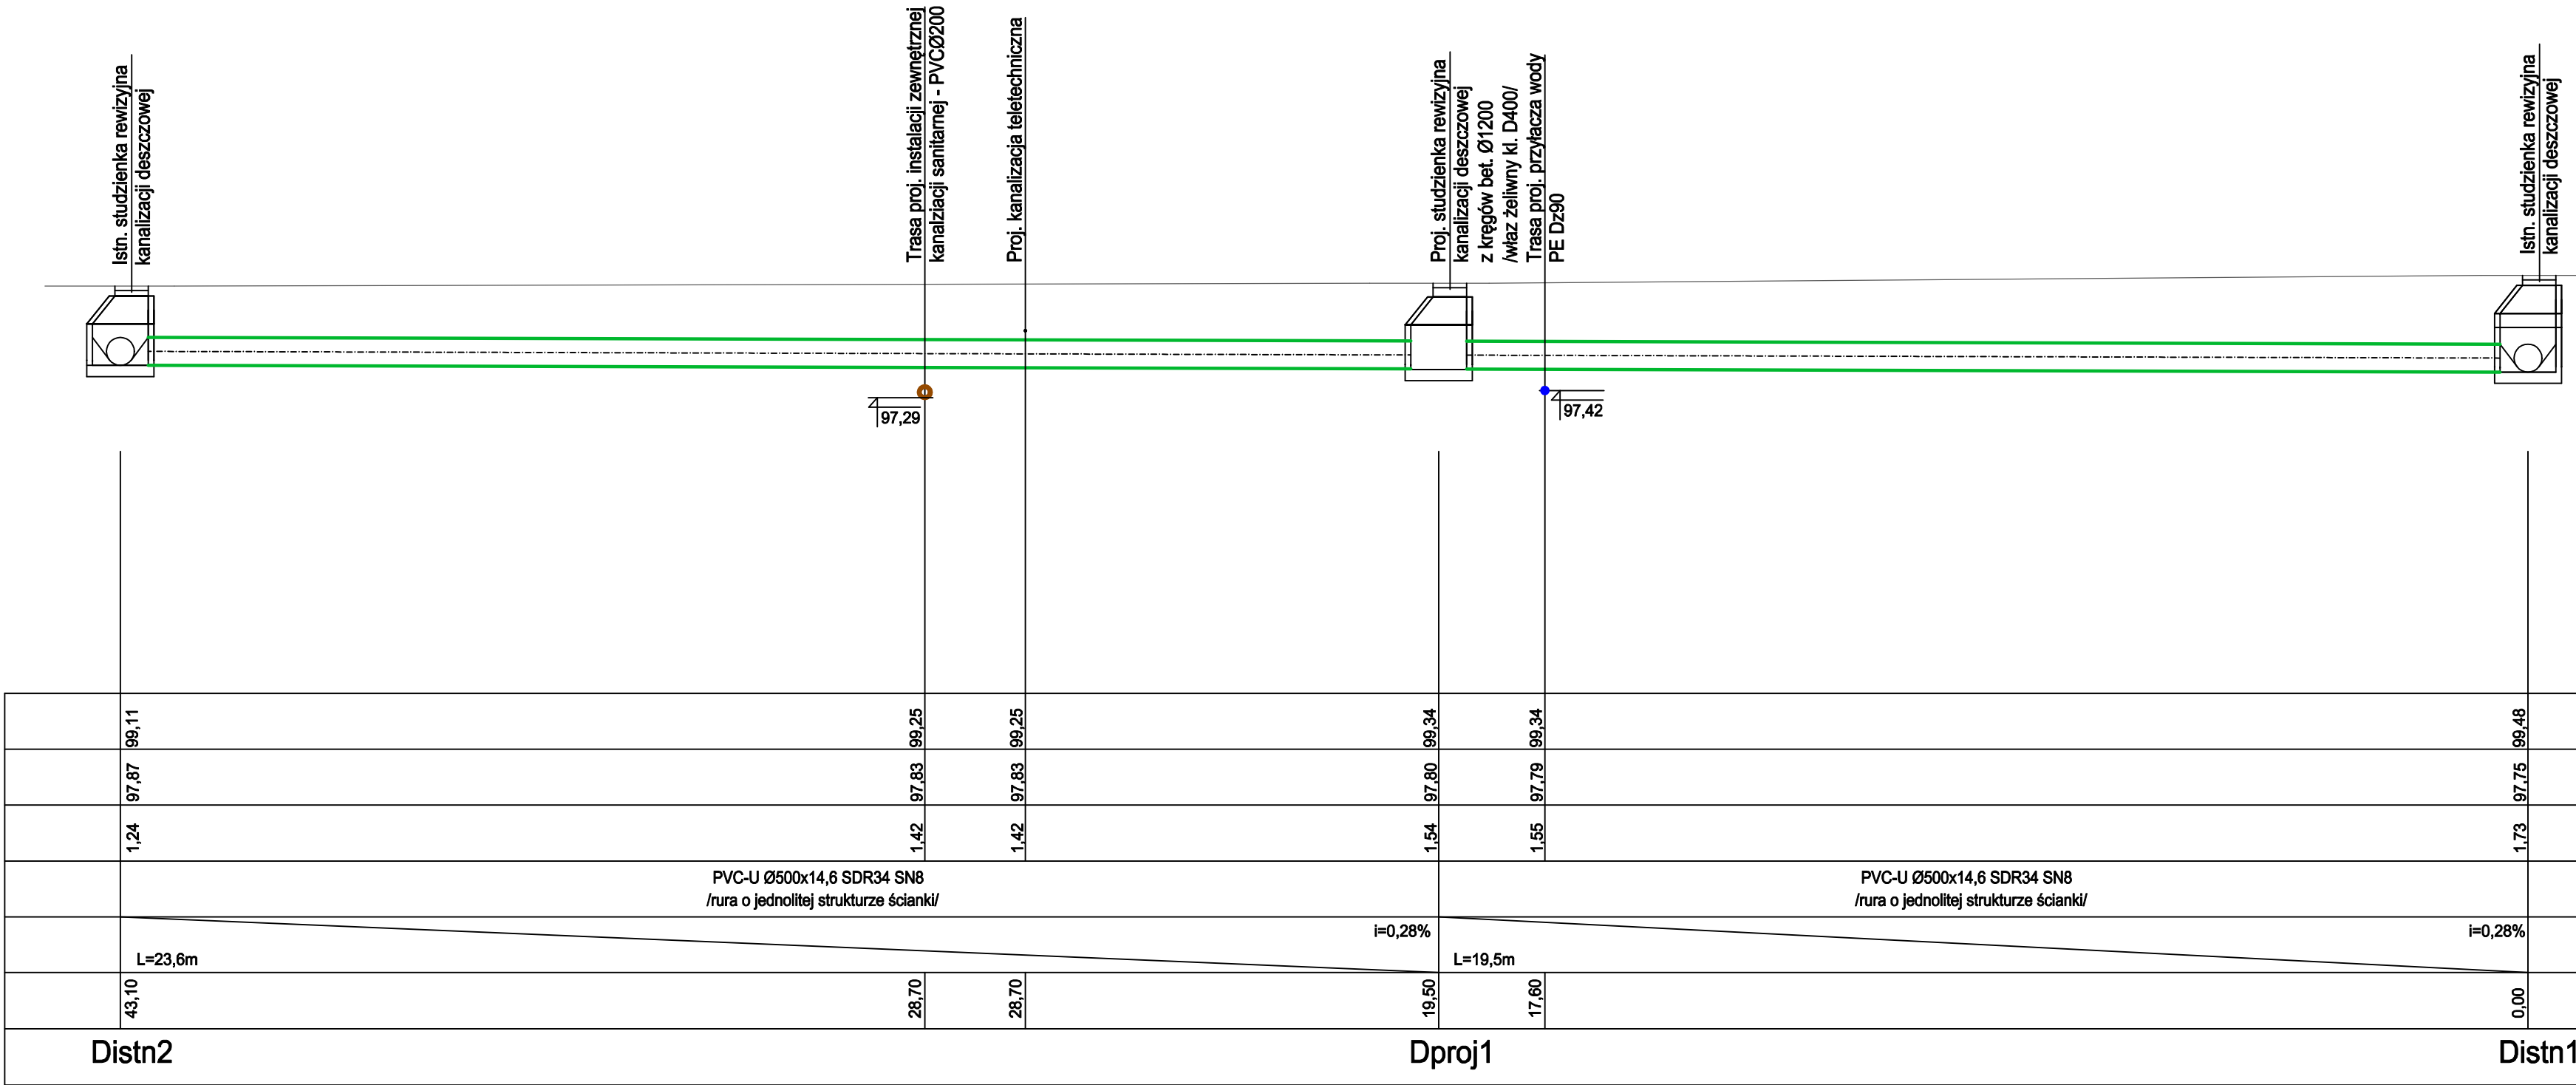 Istn. studzienka rewizyjna
kanalizacji deszczowej
Trasa proj. instalacji zewnętrznej
kanalziacji sanitarnej - PVCØ200
Proj. kanalizacja teletechniczna
Proj. studzienka rewizyjna
kanalizacji deszczowej
z kręgów bet. Ø1200
/właz żeliwny kl. D400/
Trasa proj. przyłacza wody
PE Dz90
Istn. studzienka rewizyjna
kanalizacji deszczowej
97,29
97,42
99,11
99,25
99,25
99,34
99,34
99,48
97,87
97,83
97,83
97,80
97,79
97,75
1,24
1,42
1,42
1,54
1,55
1,73
PVC-U Ø500x14,6 SDR34 SN8
/rura o jednolitej strukturze ścianki/
PVC-U Ø500x14,6 SDR34 SN8
/rura o jednolitej strukturze ścianki/
i=0,28%
i=0,28%
L=23,6m
L=19,5m
43,10
28,70
28,70
19,50
17,60
0,00
Distn2
Dproj1
Distn1